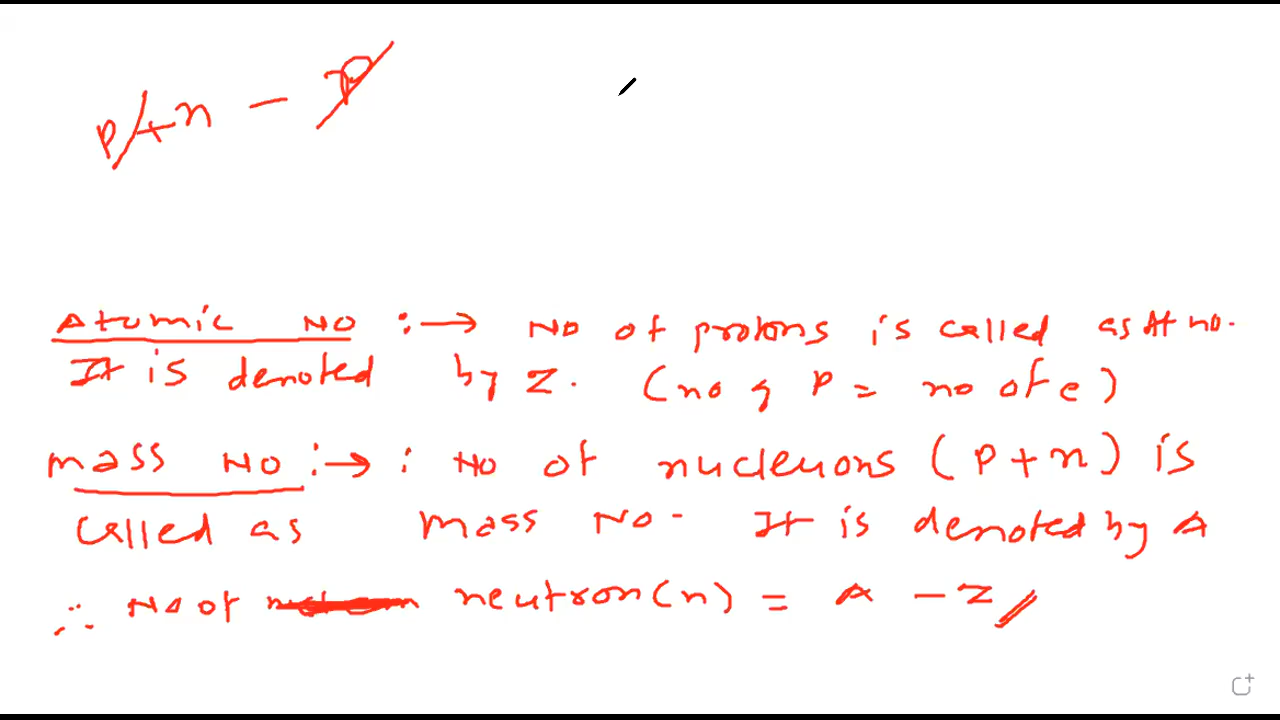 p+n - P
Atomic NO :→ NO of protons is called as At no.
It is denoted by Z. (no of P = no of e)
mass NO :→ : NO of nucleuons (P+n) is
called as mass NO. It is denoted by A
∴ NO of neutron(n) = A - Z